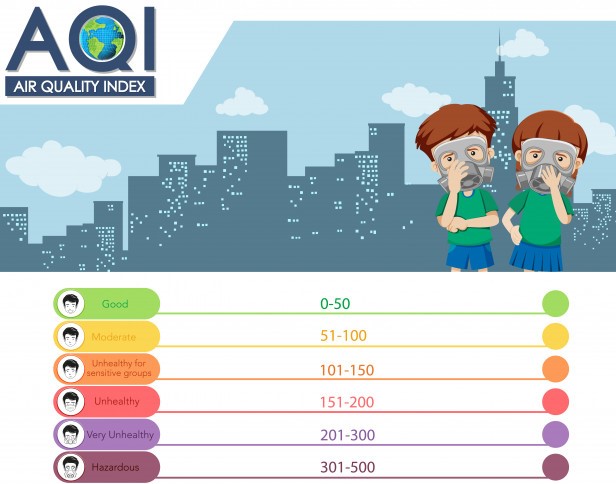 AQI
AIR QUALITY INDEX
Good 0-50
Moderate 51-100
Unhealthy for
sensitive groups 101-150
Unhealthy 151-200
Very Unhealthy 201-300
Hazardous 301-500